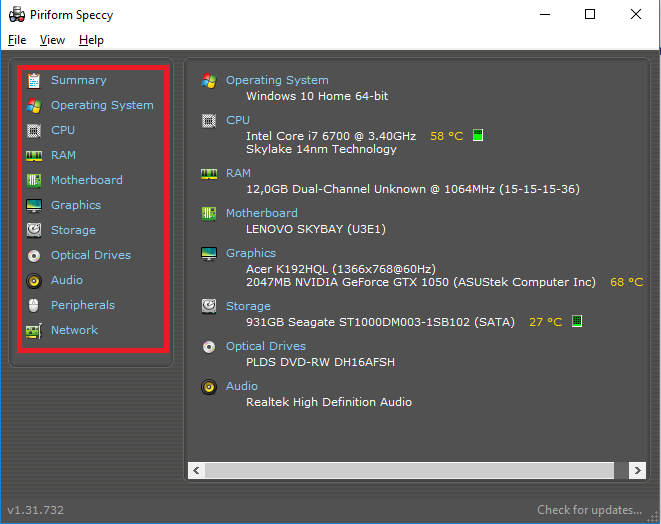 Piriform Speccy
File View Help
Summary
Operating System
CPU
RAM
Motherboard
Graphics
Storage
Optical Drives
Audio
Peripherals
Network
Operating System
Windows 10 Home 64-bit
CPU
Intel Core i7 6700 @ 3.40GHz 58 °C
Skylake 14nm Technology
RAM
12,0GB Dual-Channel Unknown @ 1064MHz (15-15-15-36)
Motherboard
LENOVO SKYBAY (U3E1)
Graphics
Acer K192HQL (1366x768@60Hz)
2047MB NVIDIA GeForce GTX 1050 (ASUStek Computer Inc) 68 °C
Storage
931GB Seagate ST1000DM003-1SB102 (SATA) 27 °C
Optical Drives
PLDS DVD-RW DH16AFSH
Audio
Realtek High Definition Audio
v1.31.732 Check for updates...